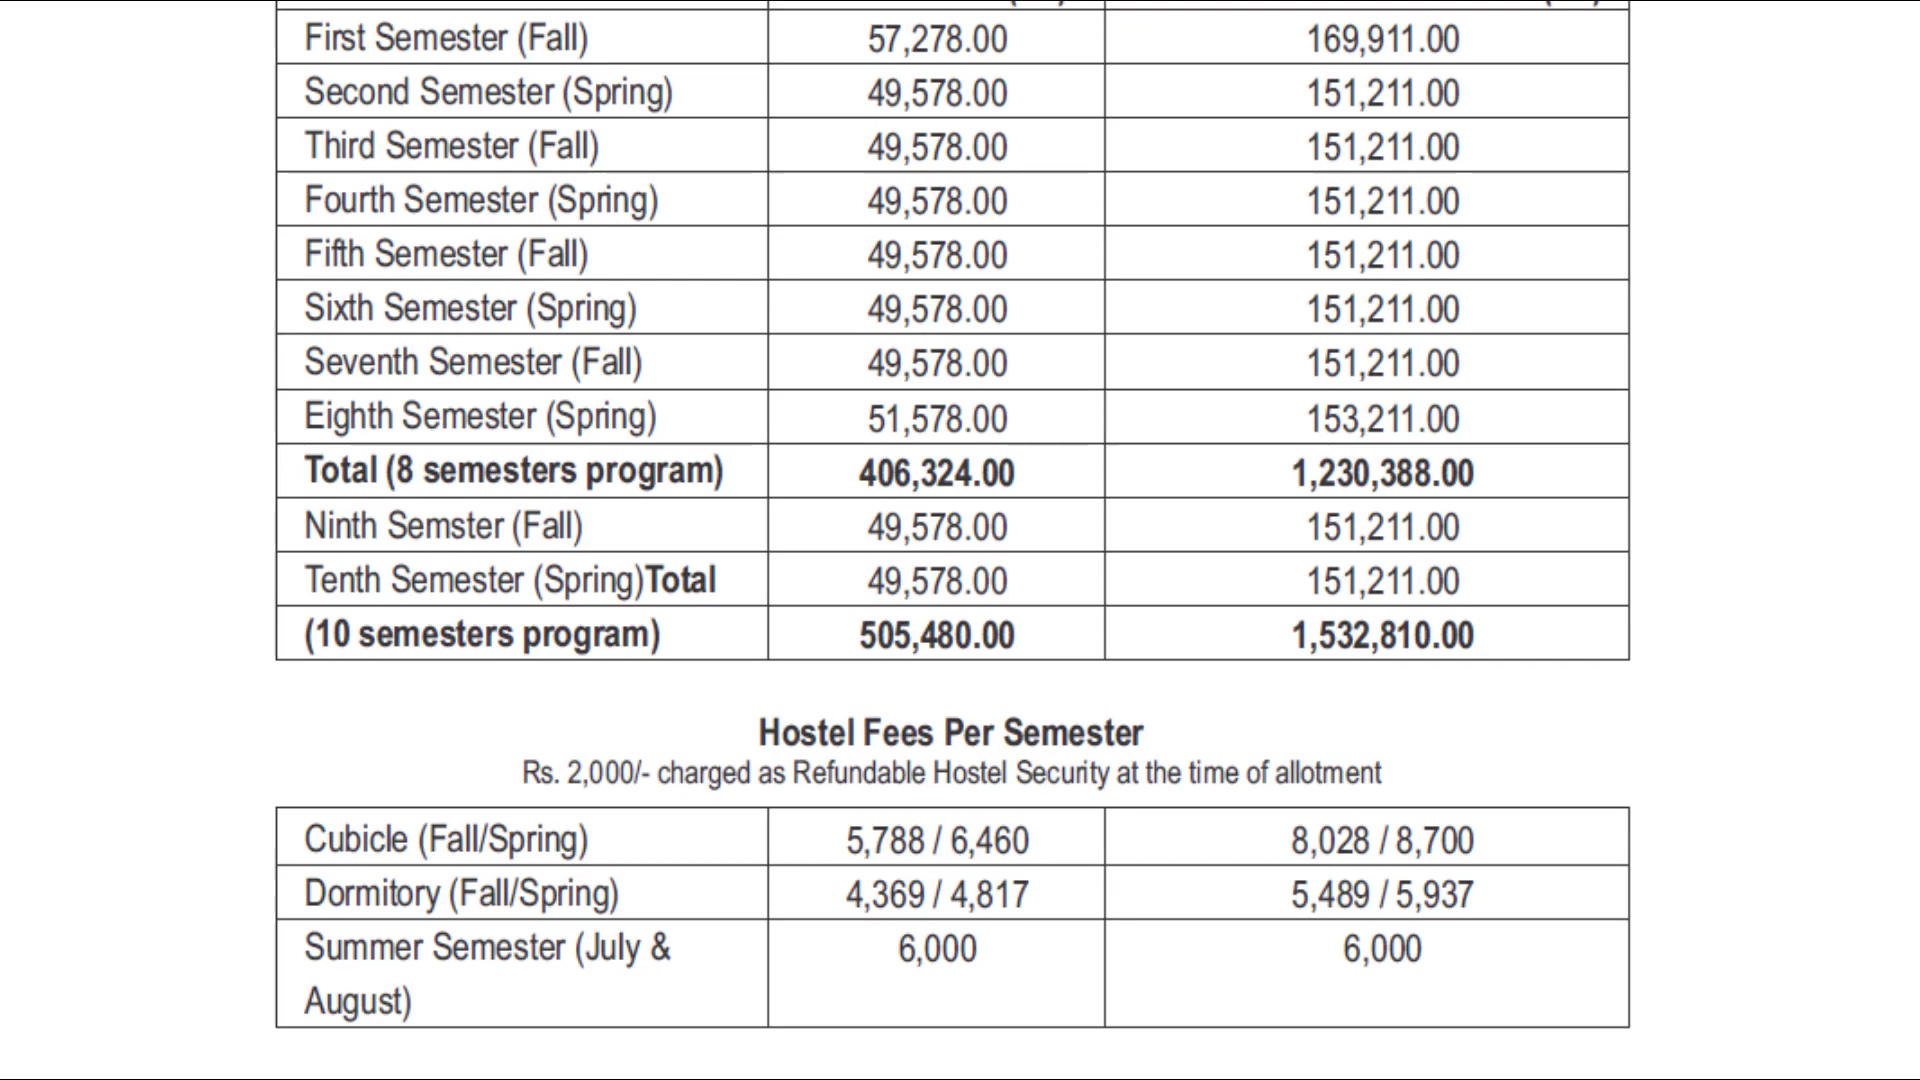 First Semester (Fall) 57,278.00 169,911.00
Second Semester (Spring) 49,578.00 151,211.00
Third Semester (Fall) 49,578.00 151,211.00
Fourth Semester (Spring) 49,578.00 151,211.00
Fifth Semester (Fall) 49,578.00 151,211.00
Sixth Semester (Spring) 49,578.00 151,211.00
Seventh Semester (Fall) 49,578.00 151,211.00
Eighth Semester (Spring) 51,578.00 153,211.00
Total (8 semesters program) 406,324.00 1,230,388.00
Ninth Semster (Fall) 49,578.00 151,211.00
Tenth Semester (Spring)Total 49,578.00 151,211.00
(10 semesters program) 505,480.00 1,532,810.00
Hostel Fees Per Semester
Rs. 2,000/- charged as Refundable Hostel Security at the time of allotment
Cubicle (Fall/Spring) 5,788 / 6,460 8,028 / 8,700
Dormitory (Fall/Spring) 4,369 / 4,817 5,489 / 5,937
Summer Semester (July & 6,000 6,000
August)